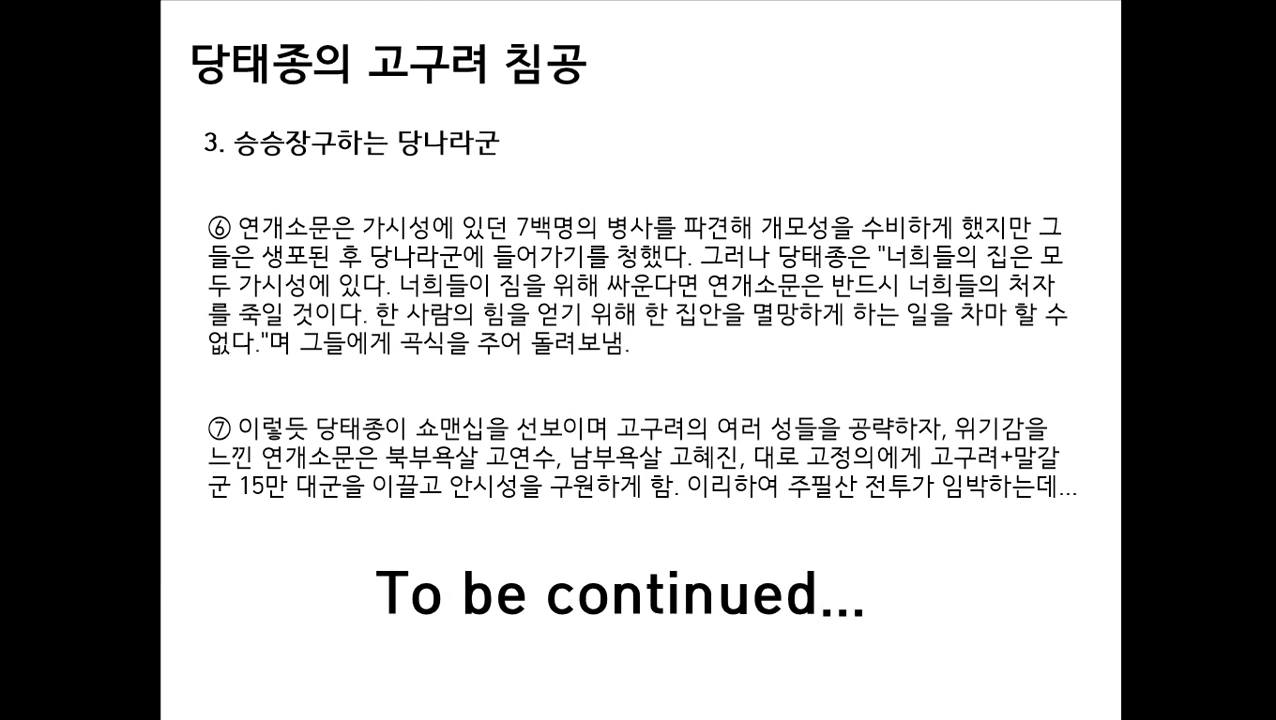 당태종의 고구려 침공
3. 승승장구하는 당나라군
⑥ 연개소문은 가시성에 있던 7백명의 병사를 파견해 개모성을 수비하게 했지만 그
들은 생포된 후 당나라군에 들어가기를 청했다. 그러나 당태종은 "너희들의 집은 모
두 가시성에 있다. 너희들이 짐을 위해 싸운다면 연개소문은 반드시 너희들의 처자
를 죽일 것이다. 한 사람의 힘을 얻기 위해 한 집안을 멸망하게 하는 일을 차마 할 수
없다."며 그들에게 곡식을 주어 돌려보냄.
⑦ 이렇듯 당태종이 쇼맨십을 선보이며 고구려의 여러 성들을 공략하자, 위기감을
느낀 연개소문은 북부욕살 고연수, 남부욕살 고혜진, 대로 고정의에게 고구려+말갈
군 15만 대군을 이끌고 안시성을 구원하게 함. 이리하여 주필산 전투가 임박하는데...
To be continued...